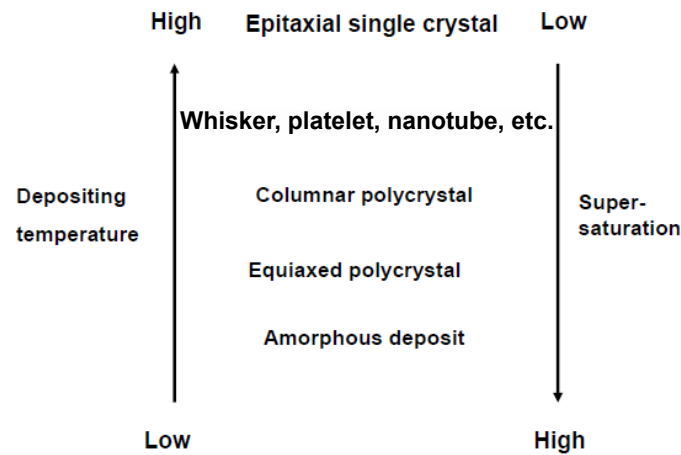 High Epitaxial single crystal Low
Whisker, platelet, nanotube, etc.
Depositing
temperature
Columnar polycrystal
Super-
saturation
Equiaxed polycrystal
Amorphous deposit
Low
High